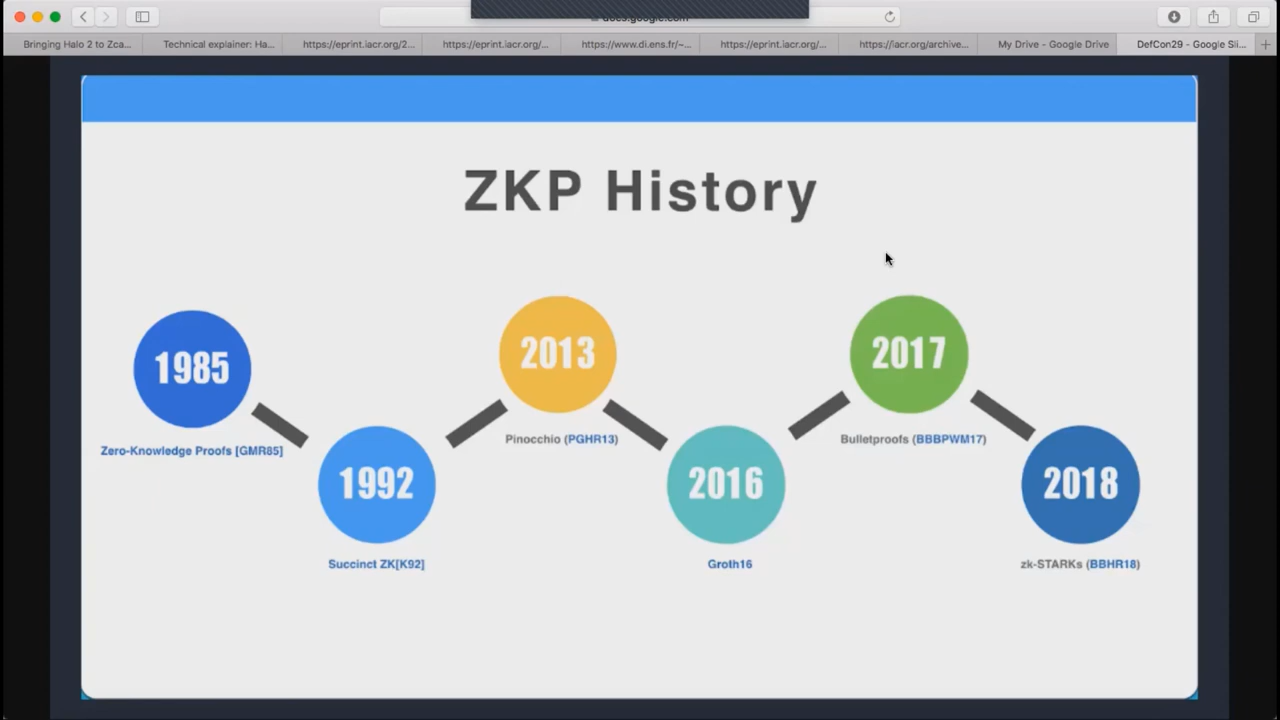 docs.google.com
Bringing Halo 2 to Zca...
Technical explainer: Ha...
https://eprint.iacr.org/2...
https://eprint.iacr.org/...
https://www.di.ens.fr/~...
https://eprint.iacr.org/...
https://iacr.org/archive...
My Drive - Google Drive
DefCon29 - Google Sli...
ZKP History
1985
Zero-Knowledge Proofs [GMR85]
1992
Succinct ZK[K92]
2013
Pinocchio (PGHR13)
2016
Groth16
2017
Bulletproofs (BBBPWM17)
2018
zk-STARKs (BBHR18)